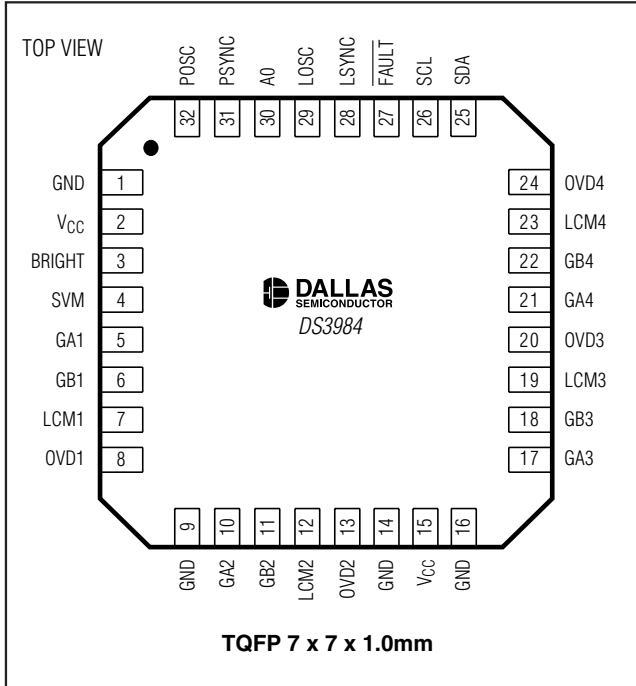 TOP VIEW
POSC
PSYNC
A0
LOSC
LSYNC
FAULT
SCL
SDA
32
31
30
29
28
27
26
25
GND 1
VCC 2
BRIGHT 3
SVM 4
GA1 5
GB1 6
LCM1 7
OVD1 8
DALLAS
SEMICONDUCTOR
DS3984
24 OVD4
23 LCM4
22 GB4
21 GA4
20 OVD3
19 LCM3
18 GB3
17 GA3
9
10
11
12
13
14
15
16
GND
GA2
GB2
LCM2
OVD2
GND
VCC
GND
TQFP 7 x 7 x 1.0mm